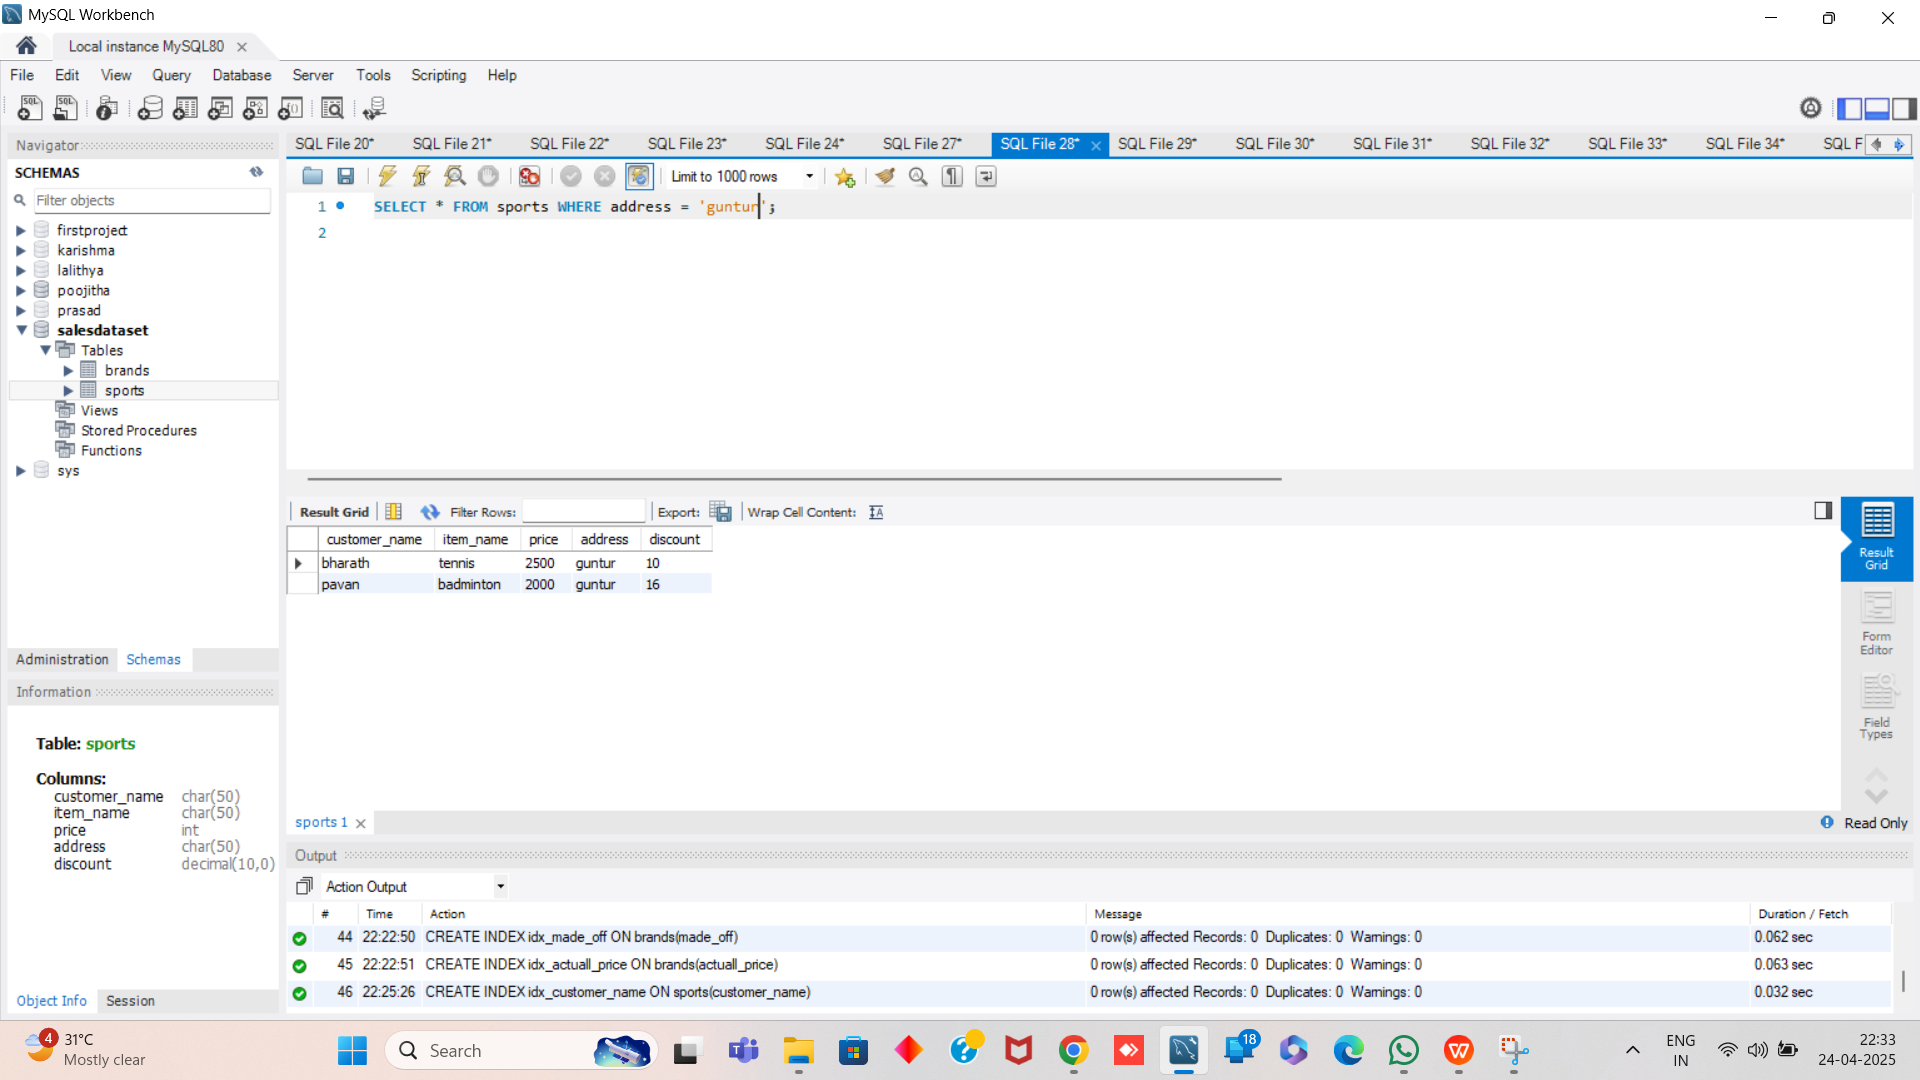 MySQL Workbench
Local instance MySQL80
File Edit View Query Database Server Tools Scripting Help
Navigator
SCHEMAS
Filter objects
firstproject
karishma
lalithya
poojitha
prasad
salesdataset
Tables
brands
sports
Views
Stored Procedures
Functions
sys
Administration Schemas
Information
Table: sports
Columns:
customer_name char(50)
item_name char(50)
price int
address char(50)
discount decimal(10,0)
Object Info Session
SQL File 20* SQL File 21* SQL File 22* SQL File 23* SQL File 24* SQL File 27* SQL File 28* SQL File 29* SQL File 30* SQL File 31* SQL File 32* SQL File 33* SQL File 34* SQL F
Limit to 1000 rows
1 SELECT * FROM sports WHERE address = 'guntur';
2
Result Grid Filter Rows: Export: Wrap Cell Content:
customer_name item_name price address discount
bharath tennis 2500 guntur 10
pavan badminton 2000 guntur 16
Result
Grid
Form
Editor
Field
Types
sports 1
Read Only
Output
Action Output
# Time Action Message Duration / Fetch
44 22:22:50 CREATE INDEX idx_made_off ON brands(made_off) 0 row(s) affected Records: 0 Duplicates: 0 Warnings: 0 0.062 sec
45 22:22:51 CREATE INDEX idx_actuall_price ON brands(actuall_price) 0 row(s) affected Records: 0 Duplicates: 0 Warnings: 0 0.063 sec
46 22:25:26 CREATE INDEX idx_customer_name ON sports(customer_name) 0 row(s) affected Records: 0 Duplicates: 0 Warnings: 0 0.032 sec
4
31°C
Mostly clear
Search
18
ENG
IN
22:33
24-04-2025